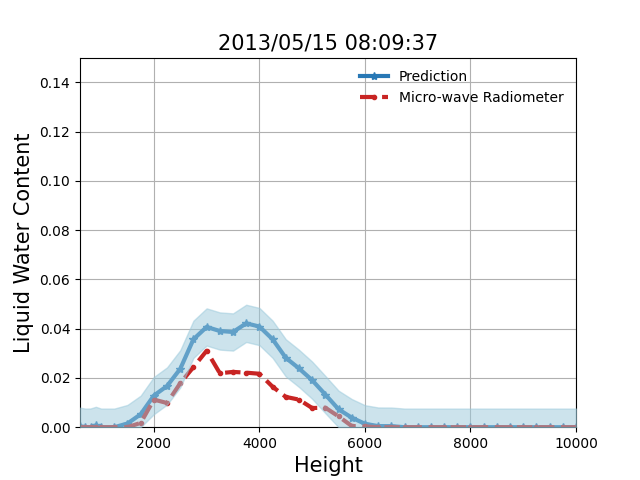 2013/05/15 08:09:37
Prediction
Micro-wave Radiometer
0.14
0.12
0.10
0.08
0.06
0.04
0.02
0.00
Liquid Water Content
2000 4000 6000 8000 10000
Height